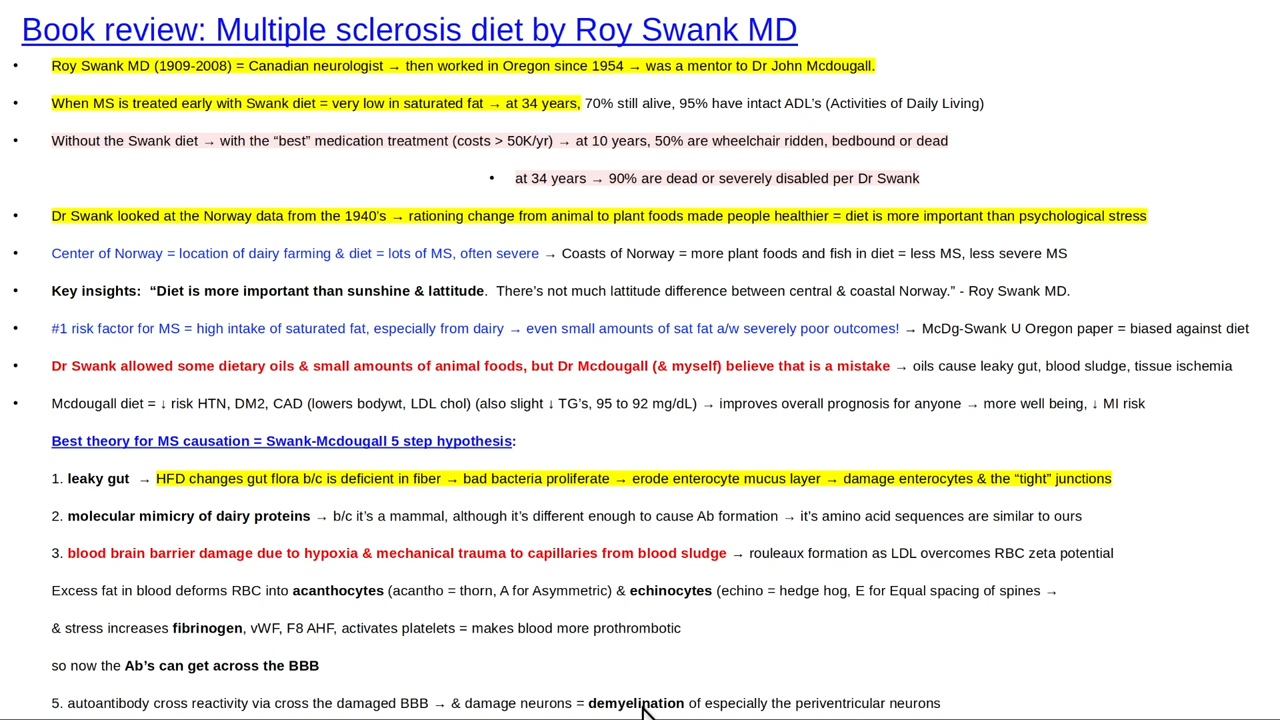 Book review: Multiple sclerosis diet by Roy Swank MD
• Roy Swank MD (1909-2008) = Canadian neurologist → then worked in Oregon since 1954 → was a mentor to Dr John Mcdougall.
• When MS is treated early with Swank diet = very low in saturated fat → at 34 years, 70% still alive, 95% have intact ADL's (Activities of Daily Living)
• Without the Swank diet → with the “best” medication treatment (costs > 50K/yr) → at 10 years, 50% are wheelchair ridden, bedbound or dead
• at 34 years → 90% are dead or severely disabled per Dr Swank
• Dr Swank looked at the Norway data from the 1940's → rationing change from animal to plant foods made people healthier = diet is more important than psychological stress
• Center of Norway = location of dairy farming & diet = lots of MS, often severe → Coasts of Norway = more plant foods and fish in diet = less MS, less severe MS
• Key insights: “Diet is more important than sunshine & lattitude. There's not much lattitude difference between central & coastal Norway.” - Roy Swank MD.
• #1 risk factor for MS = high intake of saturated fat, especially from dairy → even small amounts of sat fat a/w severely poor outcomes! → McDg-Swank U Oregon paper = biased against diet
• Dr Swank allowed some dietary oils & small amounts of animal foods, but Dr Mcdougall (& myself) believe that is a mistake → oils cause leaky gut, blood sludge, tissue ischemia
• Mcdougall diet = ↓ risk HTN, DM2, CAD (lowers bodywt, LDL chol) (also slight ↓ TG's, 95 to 92 mg/dL) → improves overall prognosis for anyone → more well being, ↓ MI risk
Best theory for MS causation = Swank-Mcdougall 5 step hypothesis:
1. leaky gut → HFD changes gut flora b/c is deficient in fiber → bad bacteria proliferate → erode enterocyte mucus layer → damage enterocytes & the “tight” junctions
2. molecular mimicry of dairy proteins → b/c it's a mammal, although it's different enough to cause Ab formation → it's amino acid sequences are similar to ours
3. blood brain barrier damage due to hypoxia & mechanical trauma to capillaries from blood sludge → rouleaux formation as LDL overcomes RBC zeta potential
Excess fat in blood deforms RBC into acanthocytes (acantho = thorn, A for Asymmetric) & echinocytes (echino = hedge hog, E for Equal spacing of spines →
& stress increases fibrinogen, vWF, F8 AHF, activates platelets = makes blood more prothrombotic
so now the Ab's can get across the BBB
5. autoantibody cross reactivity via cross the damaged BBB → & damage neurons = demyelination of especially the periventricular neurons